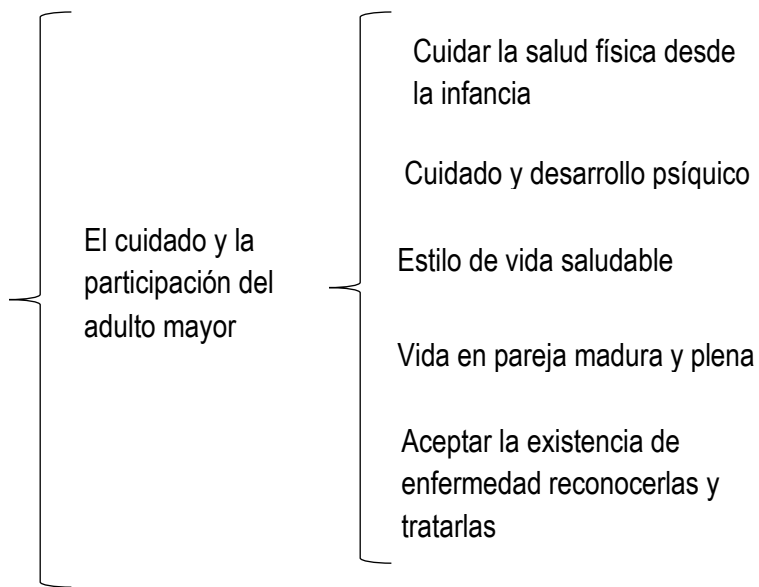 El cuidado y la
participación del
adulto mayor
Cuidar la salud física desde
la infancia
Cuidado y desarrollo psíquico
Estilo de vida saludable
Vida en pareja madura y plena
Aceptar la existencia de
enfermedad reconocerlas y
tratarlas